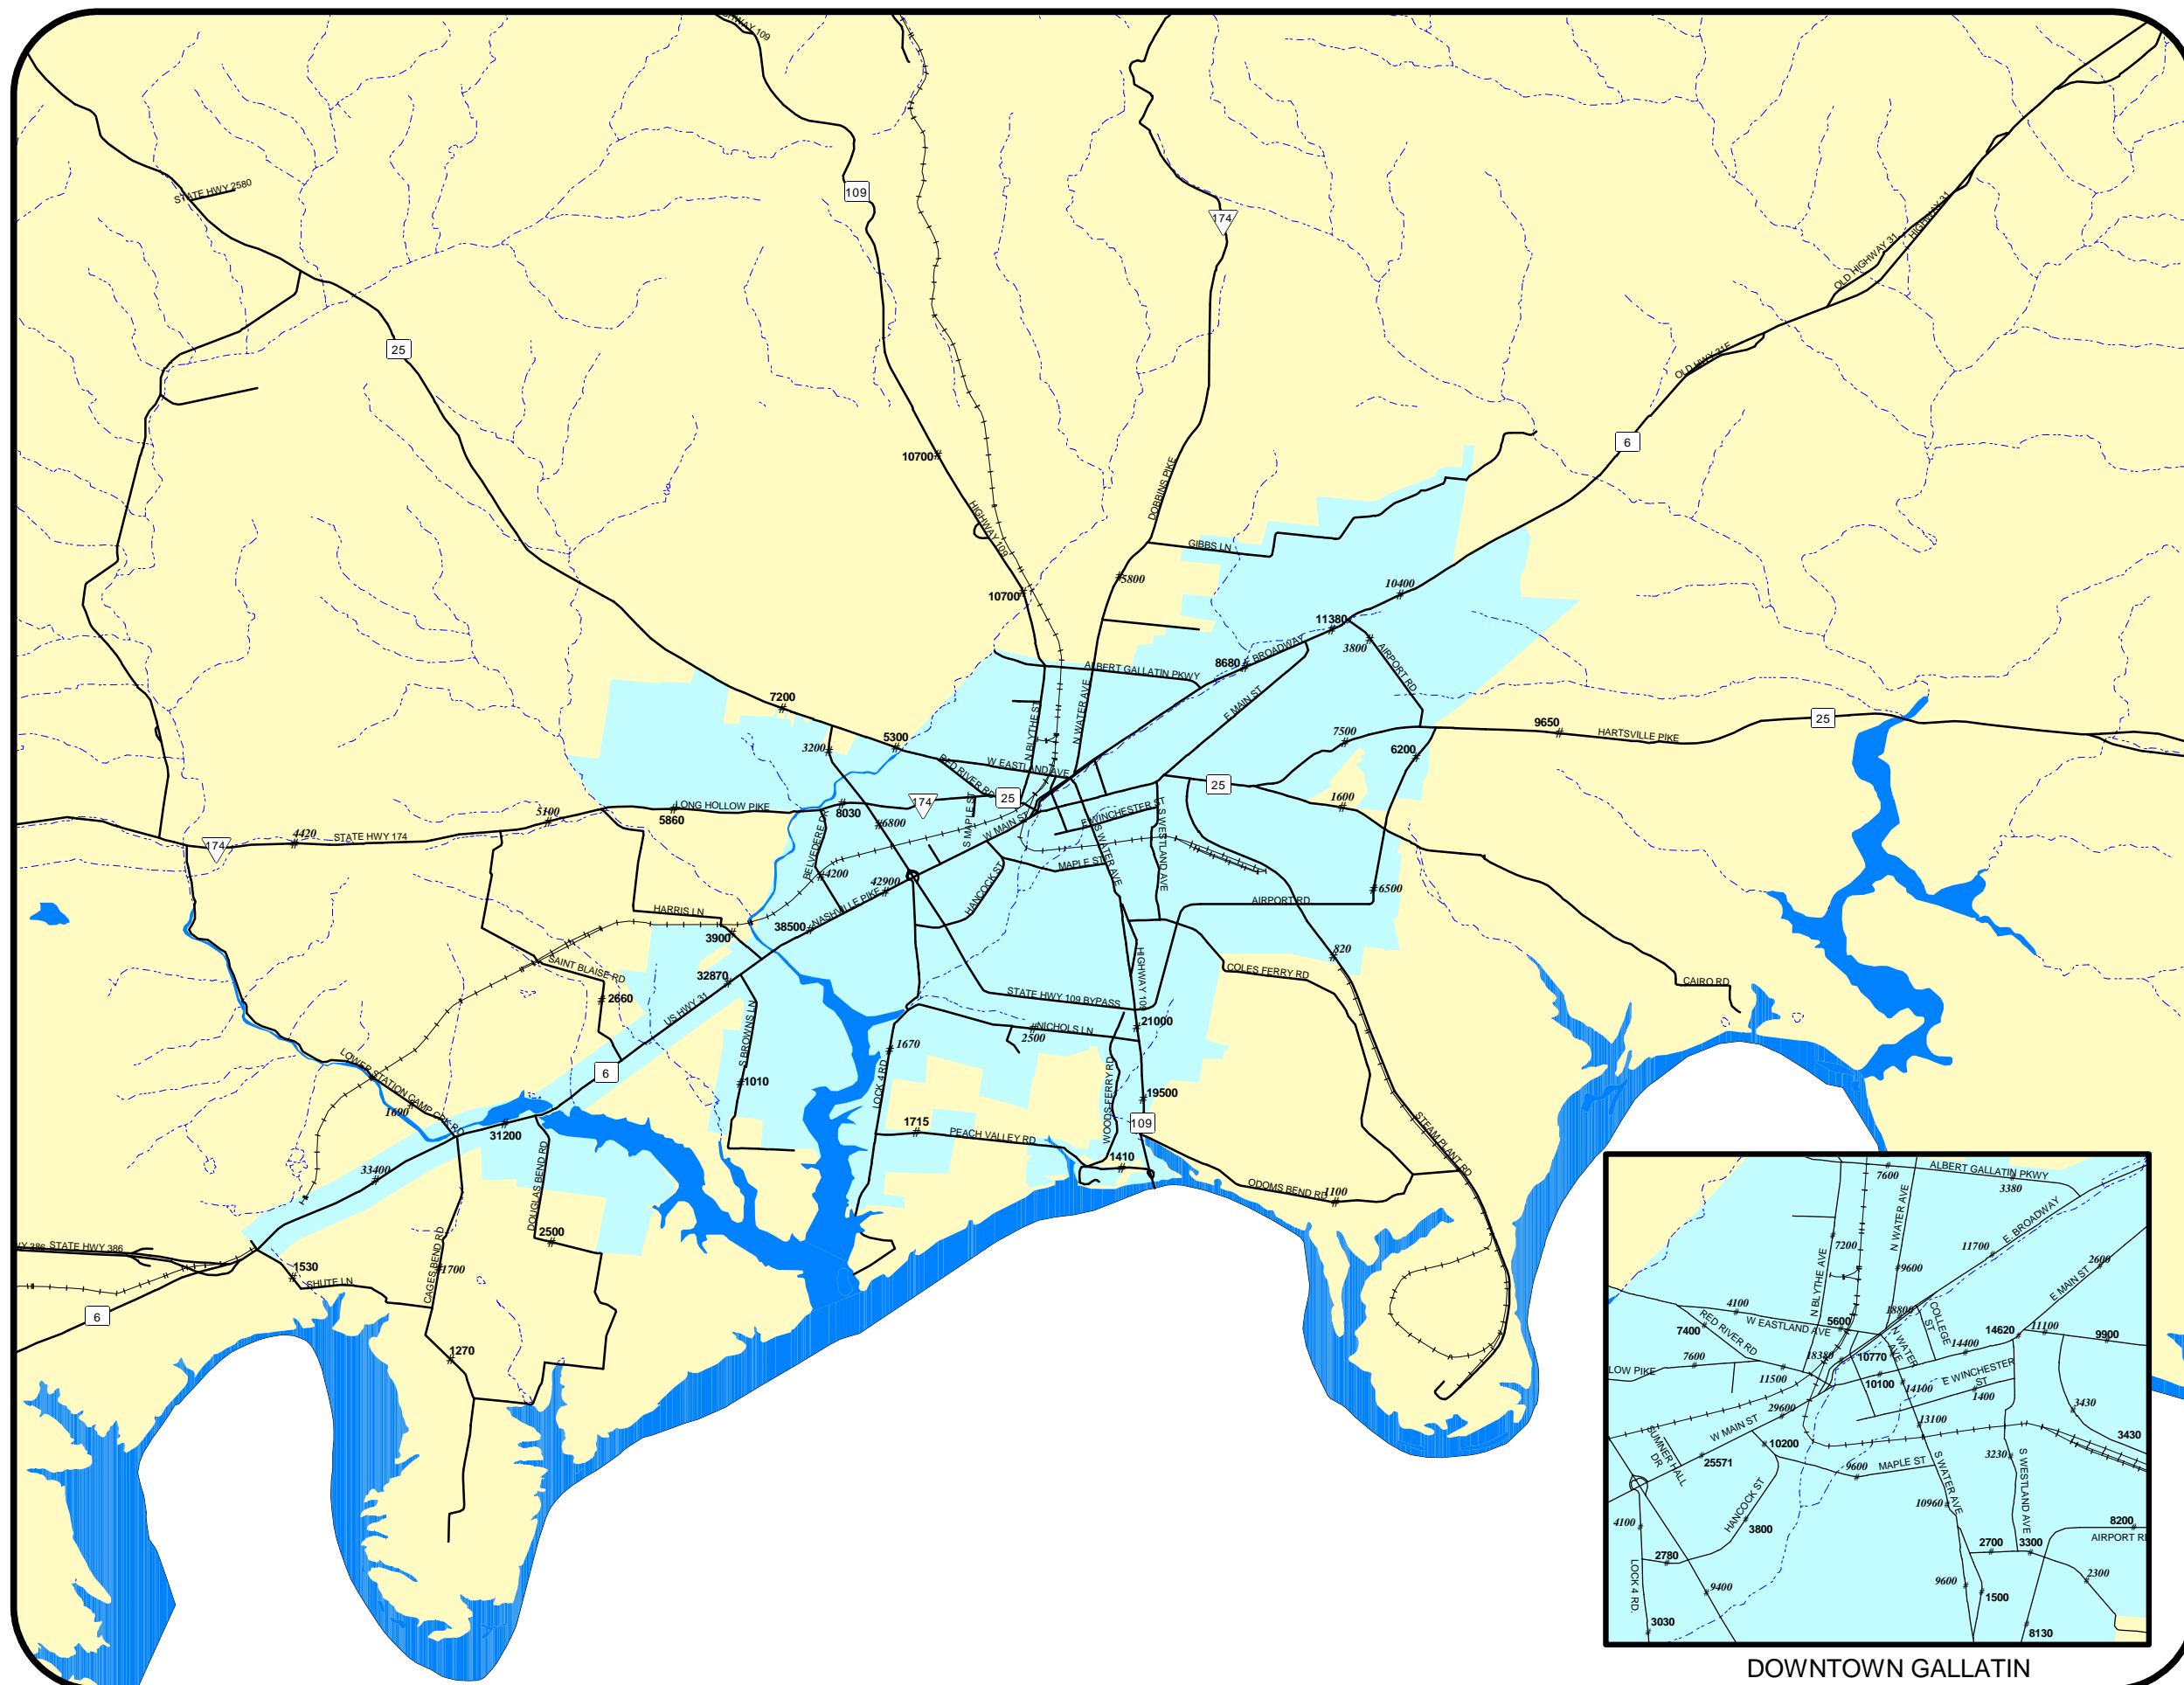 HIGHWAY 109
STATE HWY 2580
109
174
OLD HIGHWAY 31
HIGHWAY 31
25
OLD HWY 31E
6
10700
DOBBINS PIKE
HIGHWAY 109
GIBBS LN
5800
10400
10700
11380
3800
AIRPORT RD
E BROADWAY
8680
ALBERT GALLATIN PKWY
E MAIN ST
N WATER AVE
N BLYTHE ST
7200
3200
5300
W EASTLAND AVE
RED RIVER RD
7500
6200
9650
HARTSVILLE PIKE
25
25
25
174
1600
5100
5860
LONG HOLLOW PIKE
8030
6800
S MAPLE ST
W MAIN ST
E WINCHESTER ST
S WATER AVE
S WESTLAND AVE
4420
STATE HWY 174
174
BELVEDERE DR
4200
42900
MAPLE ST
HANCOCK ST
6500
AIRPORT RD
NASHVILLE PIKE
38500
HARRIS LN
3900
820
COLES FERRY RD
CAIRO RD
SAINT BLAISE RD
2660
32870
US HWY 31
STATE HWY 109 BYPASS
HIGHWAY 109
21000
NICHOLS LN
2500
S BROWNS LN
1010
1670
LOCK 4 RD
6
LOWER STATION CAMP CRK RD
1690
31200
1715
PEACH VALLEY RD
WOODS FERRY RD
19500
109
1410
STEAM PLANT RD
ODOMS BEND RD
1100
33400
DOUGLAS BEND RD
2500
STATE HWY 386
1530
SHUTE LN
CAGES BEND RD
1700
6
1270
7600
ALBERT GALLATIN PKWY
3380
N WATER AVE
E. BROADWAY
11700
2600
E MAIN ST
7200
N BLYTHE AVE
9600
4100
W EASTLAND AVE
RED RIVER RD
7400
5600
18800
COLLEGE ST
N WATER AVE
14620
11100
9900
14400
LOW PIKE
7600
18380
10770
11500
10100
E WINCHESTER ST
14100
1400
29600
13100
3430
3430
W MAIN ST
10200
SUMNER HALL DR
25571
9600
MAPLE ST
3230
S WESTLAND AVE
S WATER AVE
HANCOCK ST
10960
4100
3800
8200
AIRPORT R
2780
2700
3300
LOCK 4 RD.
9400
9600
1500
2300
3030
8130
DOWNTOWN GALLATIN